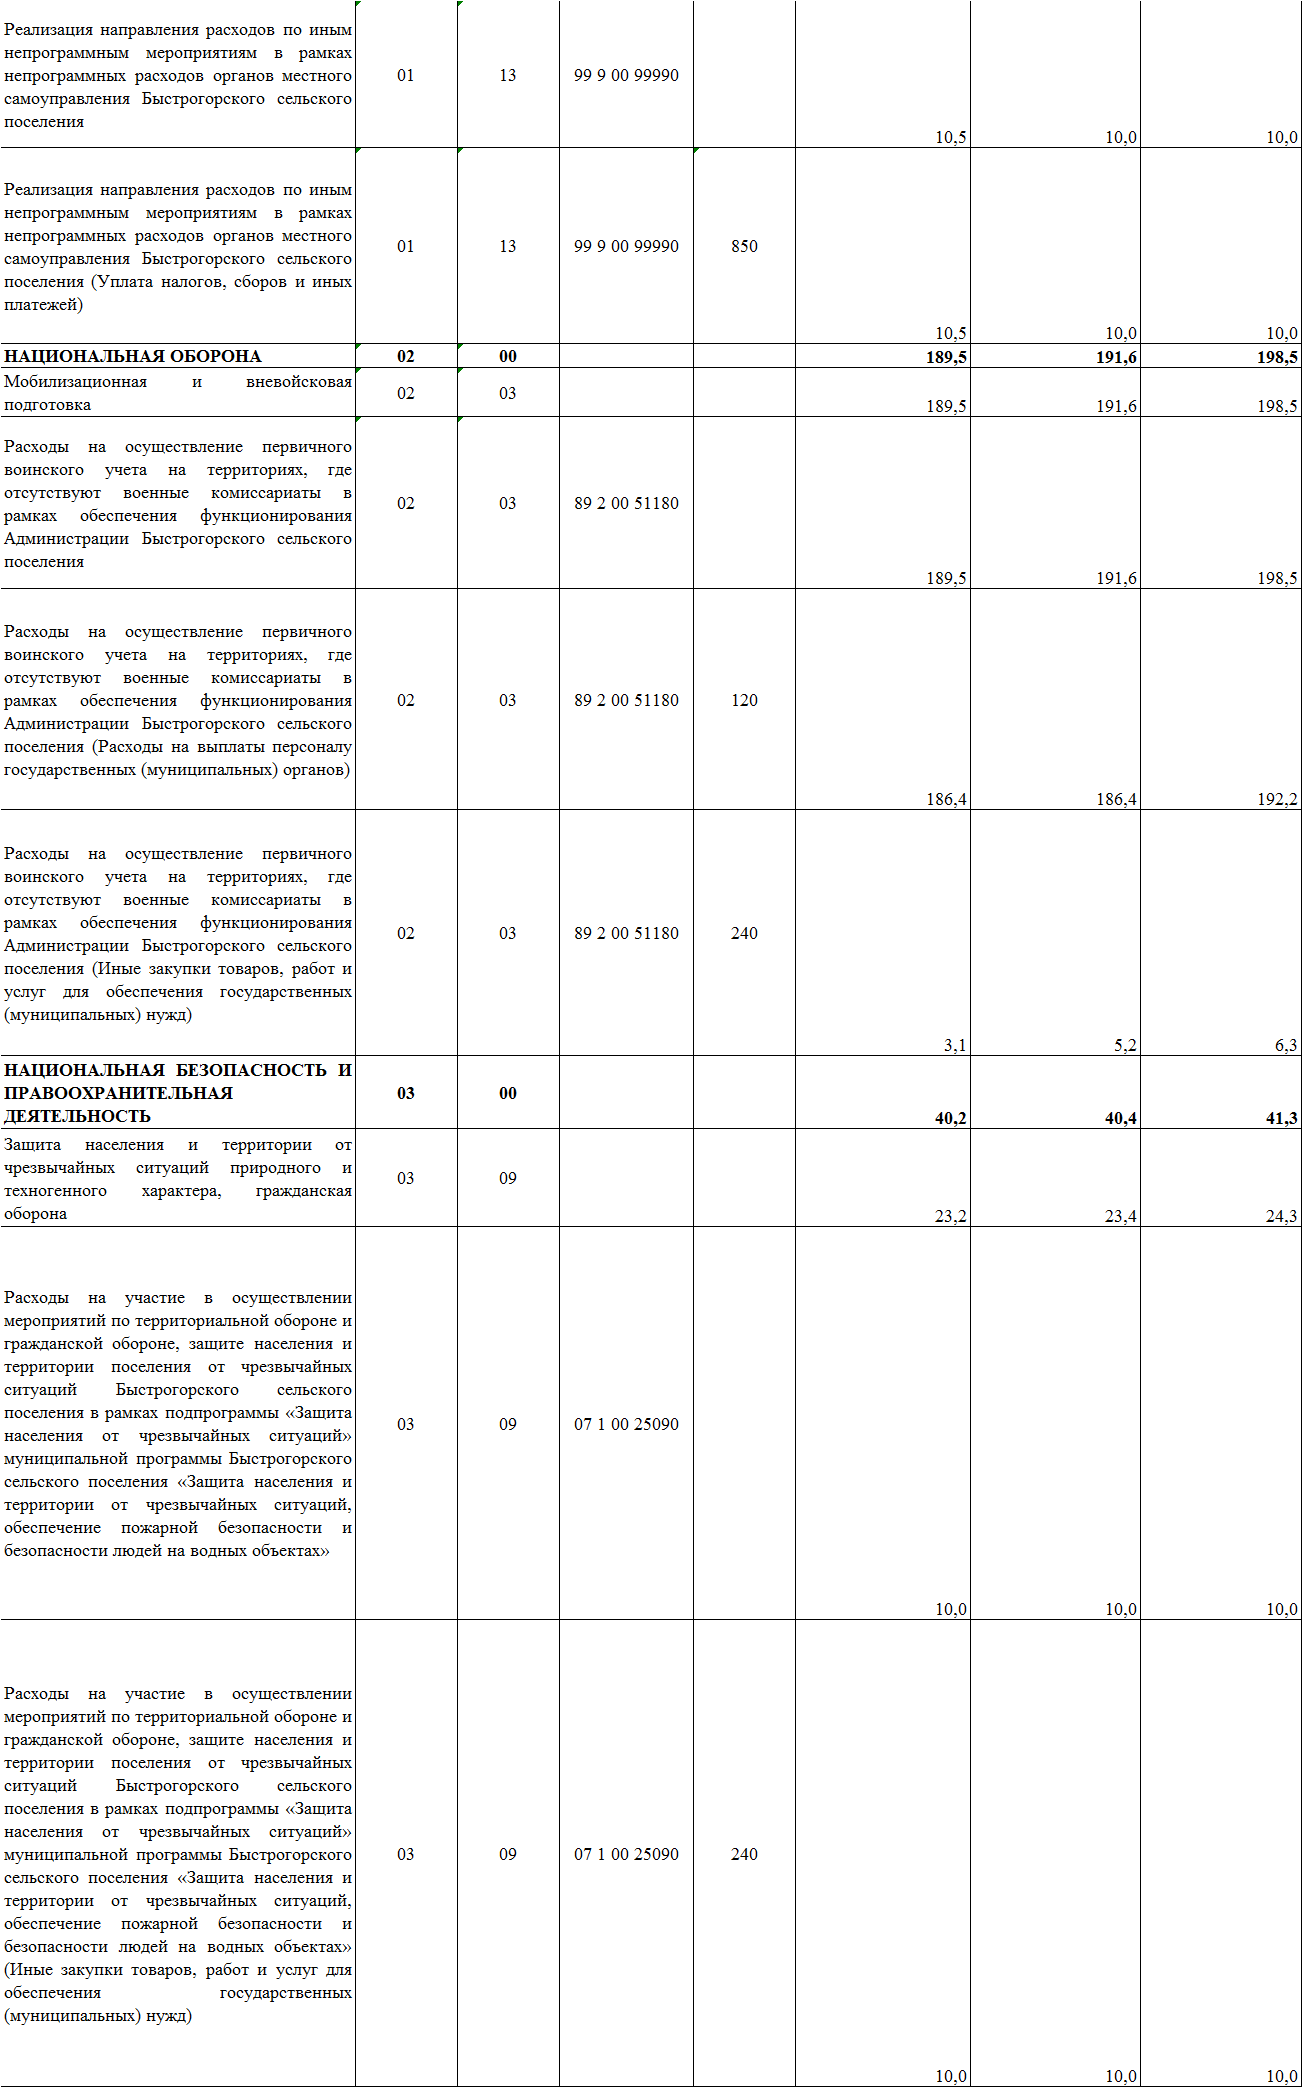 Реализация направления расходов по иным
непрограммным мероприятиям в рамках
непрограммных расходов органов местного
самоуправления Быстрогорского сельского
поселения
01 13 99 9 00 99990 10,5 10,0 10,0
Реализация направления расходов по иным
непрограммным мероприятиям в рамках
непрограммных расходов органов местного
самоуправления Быстрогорского сельского
поселения (Уплата налогов, сборов и иных
платежей)
01 13 99 9 00 99990 850 10,5 10,0 10,0
НАЦИОНАЛЬНАЯ ОБОРОНА 02 00 189,5 191,6 198,5
Мобилизационная и вневойсковая
подготовка
02 03 189,5 191,6 198,5
Расходы на осуществление первичного
воинского учета на территориях, где
отсутствуют военные комиссариаты в
рамках обеспечения функционирования
Администрации Быстрогорского сельского
поселения
02 03 89 2 00 51180 189,5 191,6 198,5
Расходы на осуществление первичного
воинского учета на территориях, где
отсутствуют военные комиссариаты в
рамках обеспечения функционирования
Администрации Быстрогорского сельского
поселения (Расходы на выплаты персоналу
государственных (муниципальных) органов)
02 03 89 2 00 51180 120 186,4 186,4 192,2
Расходы на осуществление первичного
воинского учета на территориях, где
отсутствуют военные комиссариаты в
рамках обеспечения функционирования
Администрации Быстрогорского сельского
поселения (Иные закупки товаров, работ и
услуг для обеспечения государственных
(муниципальных) нужд)
02 03 89 2 00 51180 240 3,1 5,2 6,3
НАЦИОНАЛЬНАЯ БЕЗОПАСНОСТЬ И
ПРАВООХРАНИТЕЛЬНАЯ
ДЕЯТЕЛЬНОСТЬ
03 00 40,2 40,4 41,3
Защита населения и территории от
чрезвычайных ситуаций природного и
техногенного характера, гражданская
оборона
03 09 23,2 23,4 24,3
Расходы на участие в осуществлении
мероприятий по территориальной обороне и
гражданской обороне, защите населения и
территории поселения от чрезвычайных
ситуаций Быстрогорского сельского
поселения в рамках подпрограммы «Защита
населения от чрезвычайных ситуаций»
муниципальной программы Быстрогорского
сельского поселения «Защита населения и
территории от чрезвычайных ситуаций,
обеспечение пожарной безопасности и
безопасности людей на водных объектах»
03 09 07 1 00 25090 10,0 10,0 10,0
Расходы на участие в осуществлении
мероприятий по территориальной обороне и
гражданской обороне, защите населения и
территории поселения от чрезвычайных
ситуаций Быстрогорского сельского
поселения в рамках подпрограммы «Защита
населения от чрезвычайных ситуаций»
муниципальной программы Быстрогорского
сельского поселения «Защита населения и
территории от чрезвычайных ситуаций,
обеспечение пожарной безопасности и
безопасности людей на водных объектах»
(Иные закупки товаров, работ и услуг для
обеспечения государственных
(муниципальных) нужд)
03 09 07 1 00 25090 240 10,0 10,0 10,0